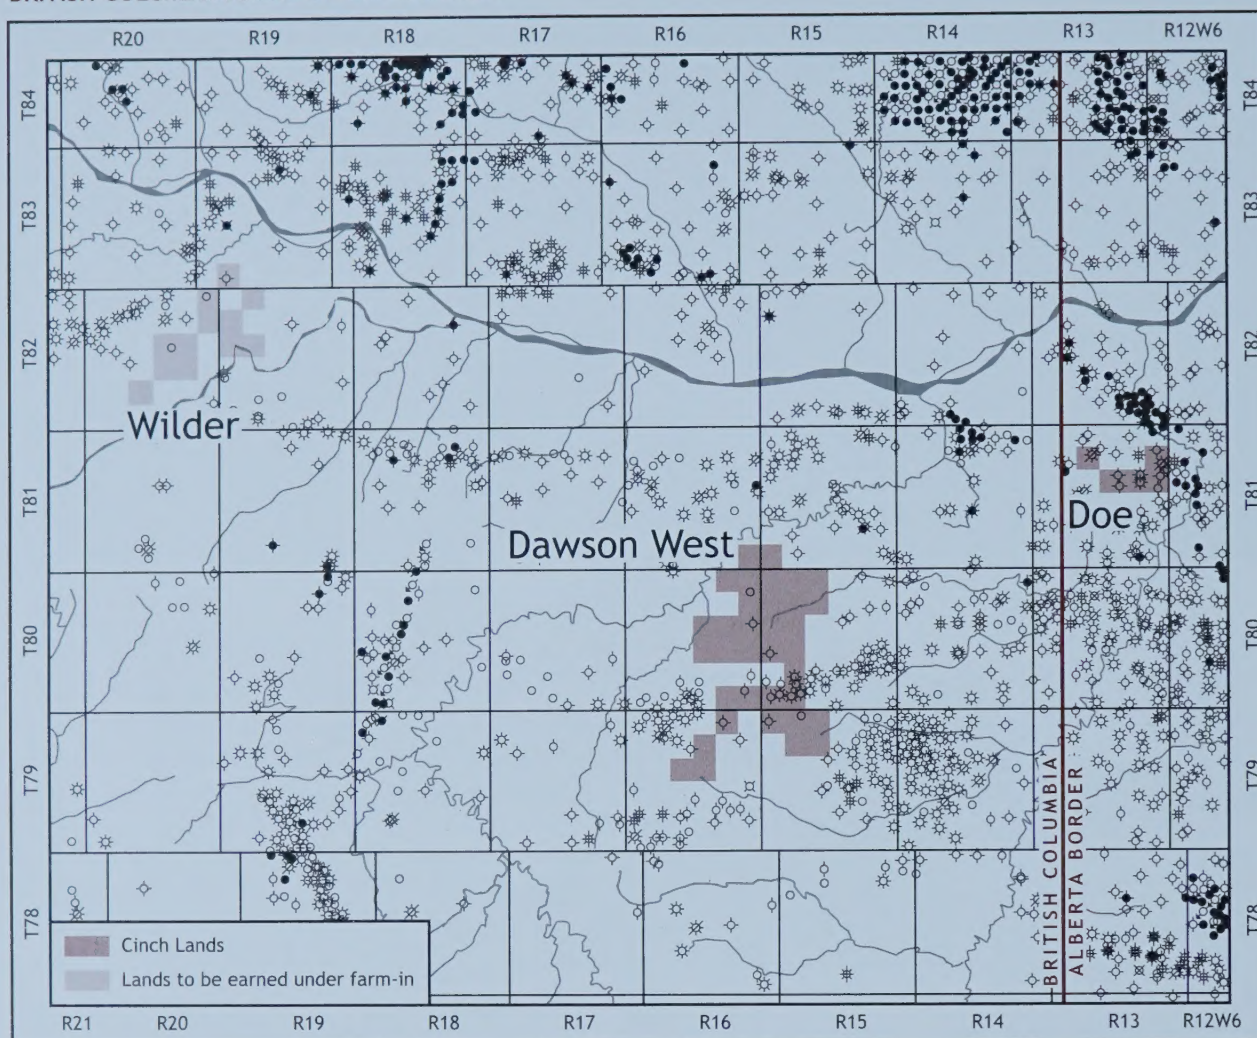 R20 R19 R18 R17 R16 R15 R14 R13 R12W6
T84 T84
T83 T83
T82 T82
Wilder
T81 T81
Doe
Dawson West
T80 T80
T79 T79
BRITISH COLUMBIA
ALBERTA BORDER
T78 T78
Cinch Lands
Lands to be earned under farm-in
R21 R20 R19 R18 R17 R16 R15 R14 R13 R12W6